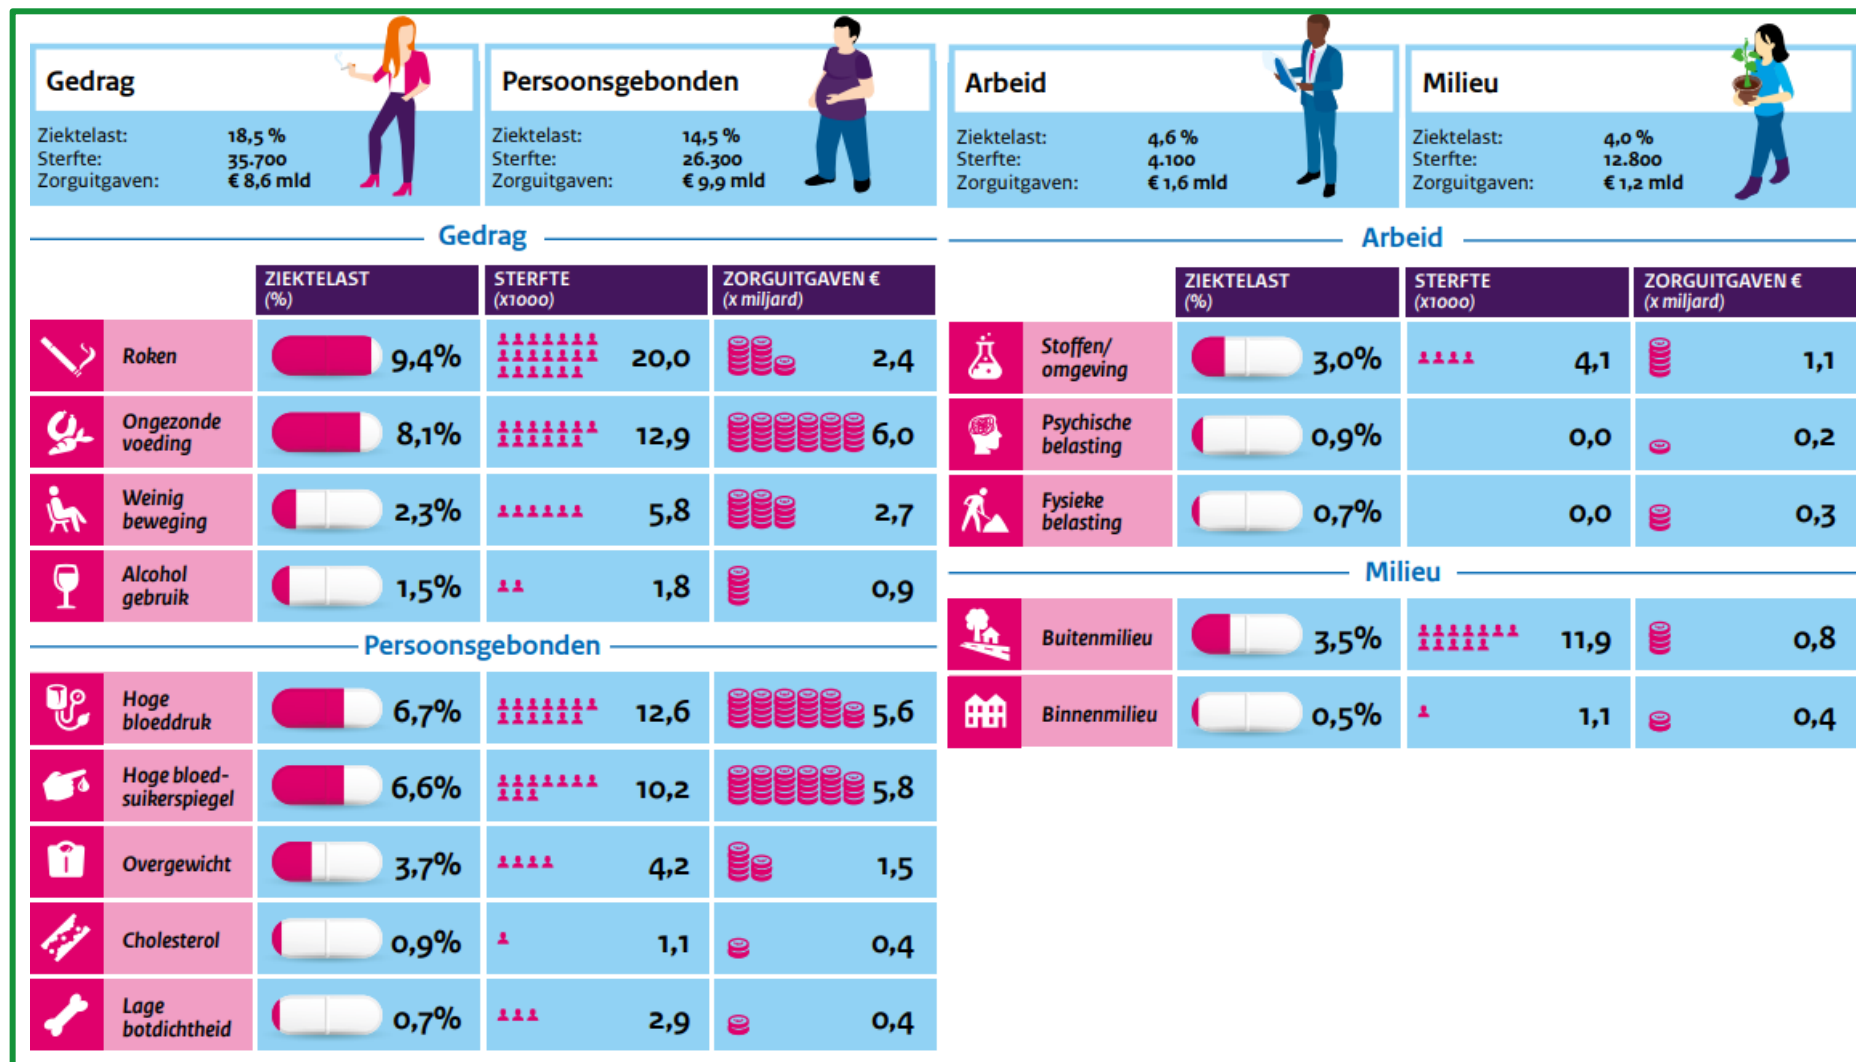 Gedrag
Ziektelast: 18,5 %
Sterfte: 35.700
Zorguitgaven: € 8,6 mld
Persoonsgebonden
Ziektelast: 14,5 %
Sterfte: 26.300
Zorguitgaven: € 9,9 mld
Arbeid
Ziektelast: 4,6 %
Sterfte: 4.100
Zorguitgaven: € 1,6 mld
Milieu
Ziektelast: 4,0 %
Sterfte: 12.800
Zorguitgaven: € 1,2 mld
Gedrag
ZIEKTELAST STERFTE ZORGUITGAVEN €
(%) (x1000) (x miljard)
Roken 9,4% 20,0 2,4
Ongezonde
voeding 8,1% 12,9 6,0
Weinig
beweging 2,3% 5,8 2,7
Alcohol
gebruik 1,5% 1,8 0,9
Persoonsgebonden
Hoge
bloeddruk 6,7% 12,6 5,6
Hoge bloed-
suikerspiegel 6,6% 10,2 5,8
Overgewicht 3,7% 4,2 1,5
Cholesterol 0,9% 1,1 0,4
Lage
botdichtheid 0,7% 2,9 0,4
Arbeid
ZIEKTELAST STERFTE ZORGUITGAVEN €
(%) (x1000) (x miljard)
Stoffen/
omgeving 3,0% 4,1 1,1
Psychische
belasting 0,9% 0,0 0,2
Fysieke
belasting 0,7% 0,0 0,3
Milieu
Buitenmilieu 3,5% 11,9 0,8
Binnenmilieu 0,5% 1,1 0,4